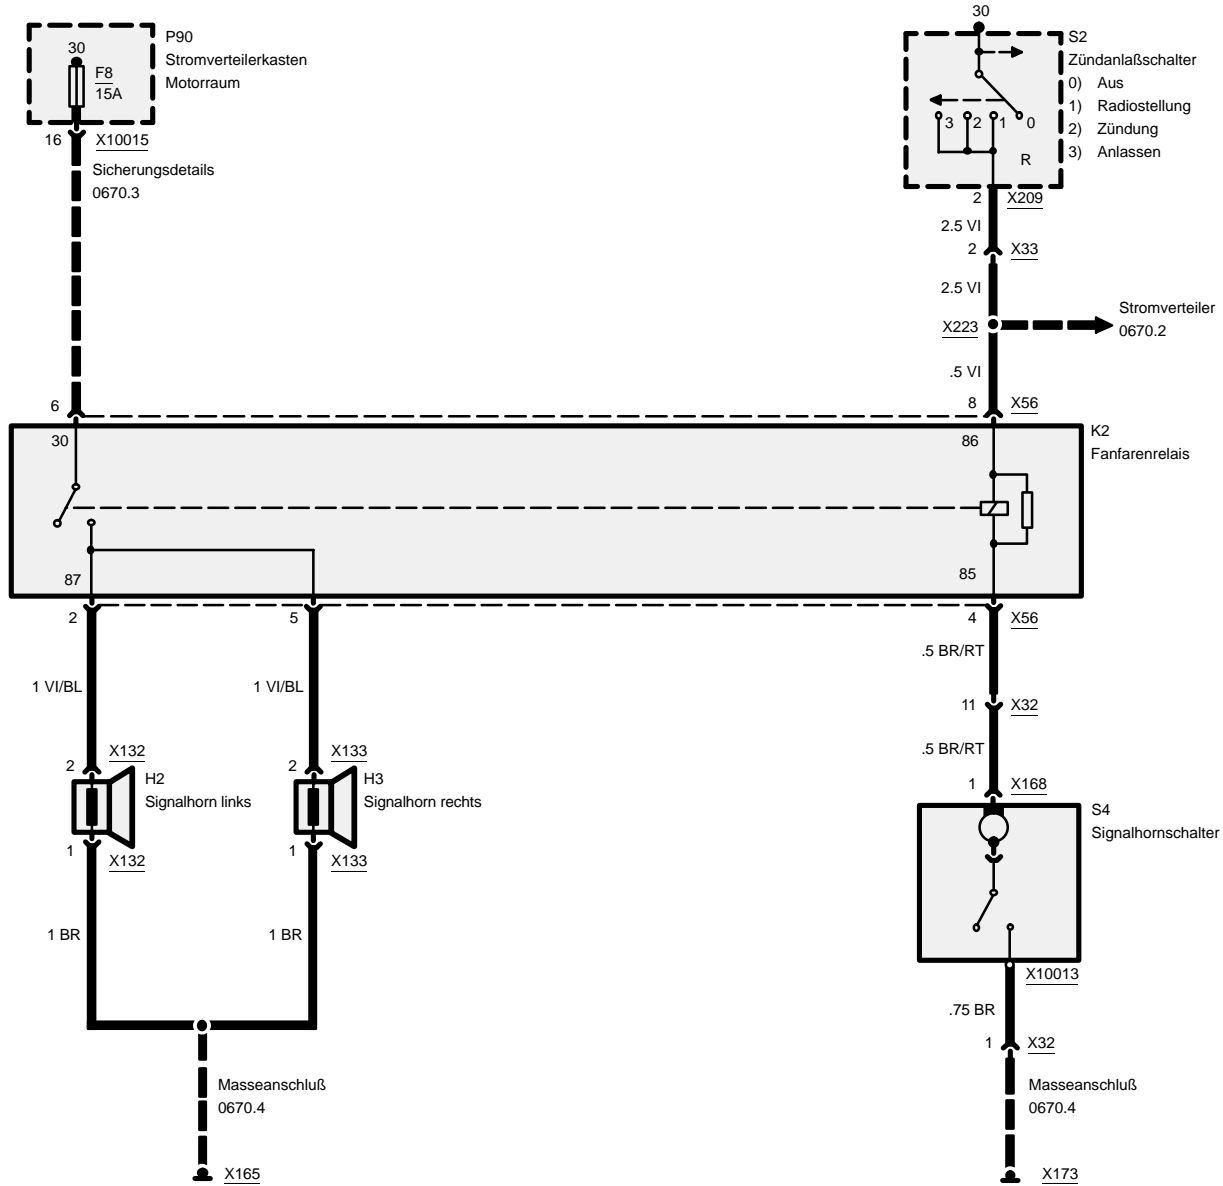 30
P90
Stromverteilerkasten
Motorraum
30
F8
15A
16
X10015
Sicherungsdetails
0670.3
S2
Zündanlaßschalter
0) Aus
1) Radiostellung
2) Zündung
3) Anlassen
3 2 1 0
R
2
X209
2.5 VI
2
X33
2.5 VI
X223
Stromverteiler
0670.2
.5 VI
6
8
X56
30
86
K2
Fanfarenrelais
87
85
2
5
4
X56
.5 BR/RT
1 VI/BL
1 VI/BL
11
X32
.5 BR/RT
X132
2
H2
Signalhorn links
1
X132
X133
2
H3
Signalhorn rechts
1
X133
1
X168
S4
Signalhornschalter
1 BR
1 BR
X10013
.75 BR
1
X32
Masseanschluß
0670.4
Masseanschluß
0670.4
X165
X173